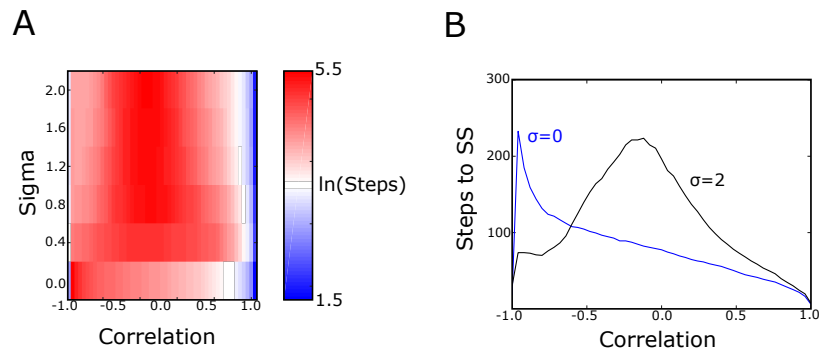 A
B
5.5
2.0
1.6
1.2
0.8
0.4
0.0
Sigma
-1.0
-0.5
0.0
0.5
1.0
Correlation
ln(Steps)
1.5
300
200
100
Steps to SS
σ=0
σ=2
-1.0
-0.5
0.0
0.5
1.0
Correlation